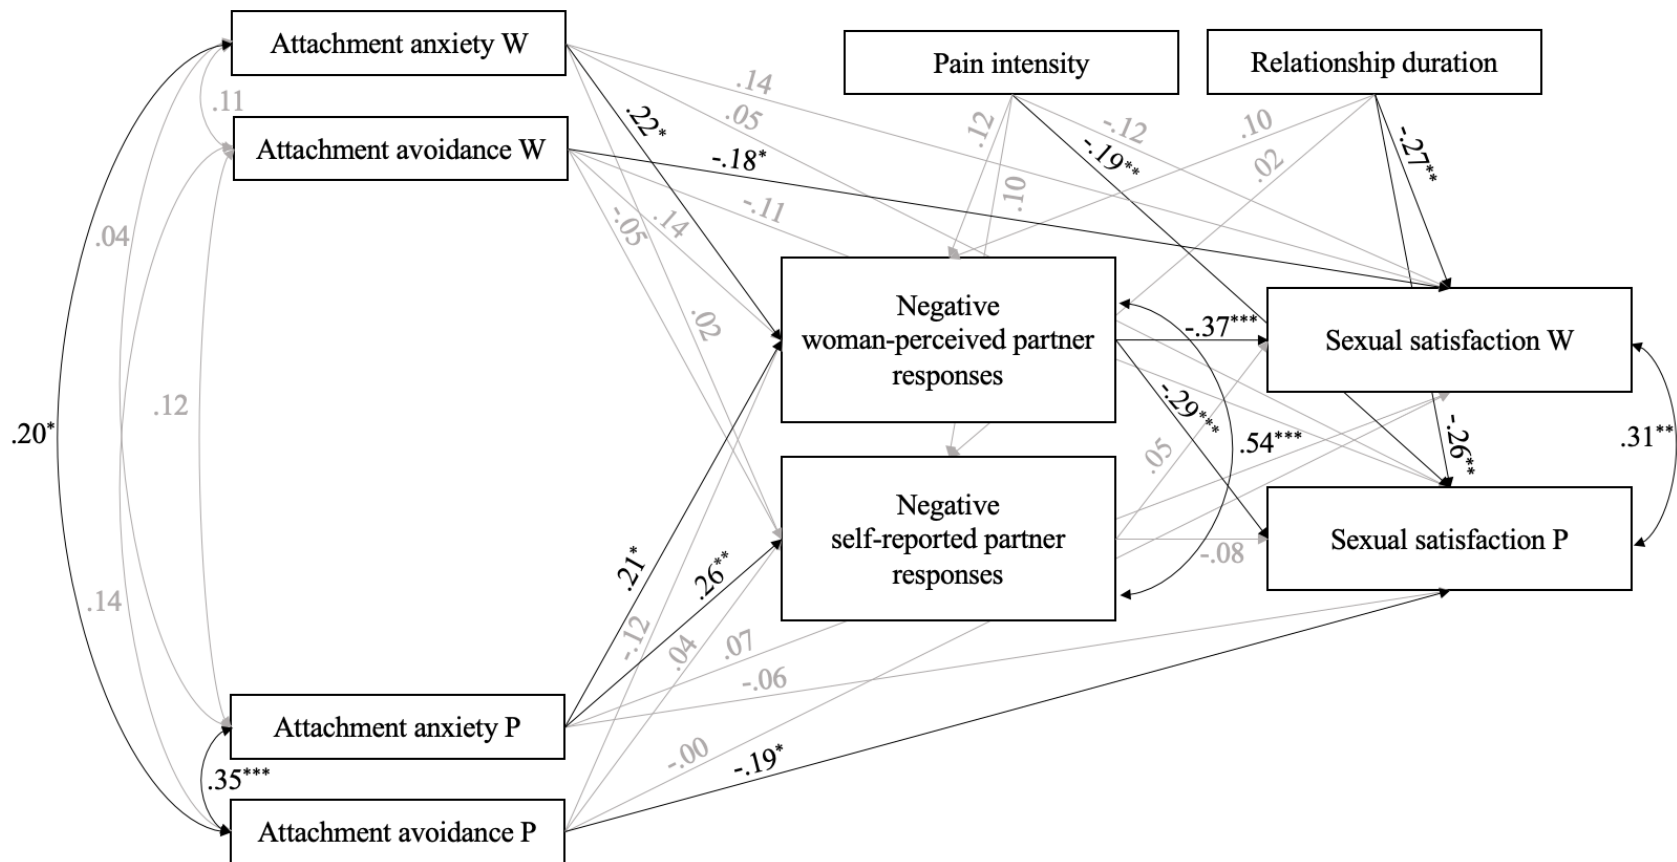 Attachment anxiety W
Pain intensity
Relationship duration
.14
.05
.11
.22*
.12
-.12
.10
-.27**
Attachment avoidance W
-.18*
-.19**
.02
.10
-.11
-.05
.14
.04
Negative
woman-perceived partner
responses
.02
-.37***
Sexual satisfaction W
.12
-.29***
.20*
.54***
.31**
.05
-.26**
Negative
self-reported partner
responses
-.08
Sexual satisfaction P
.21*
.26**
.14
-.12
.04
.07
-.06
Attachment anxiety P
-.00
-.19*
.35***
Attachment avoidance P